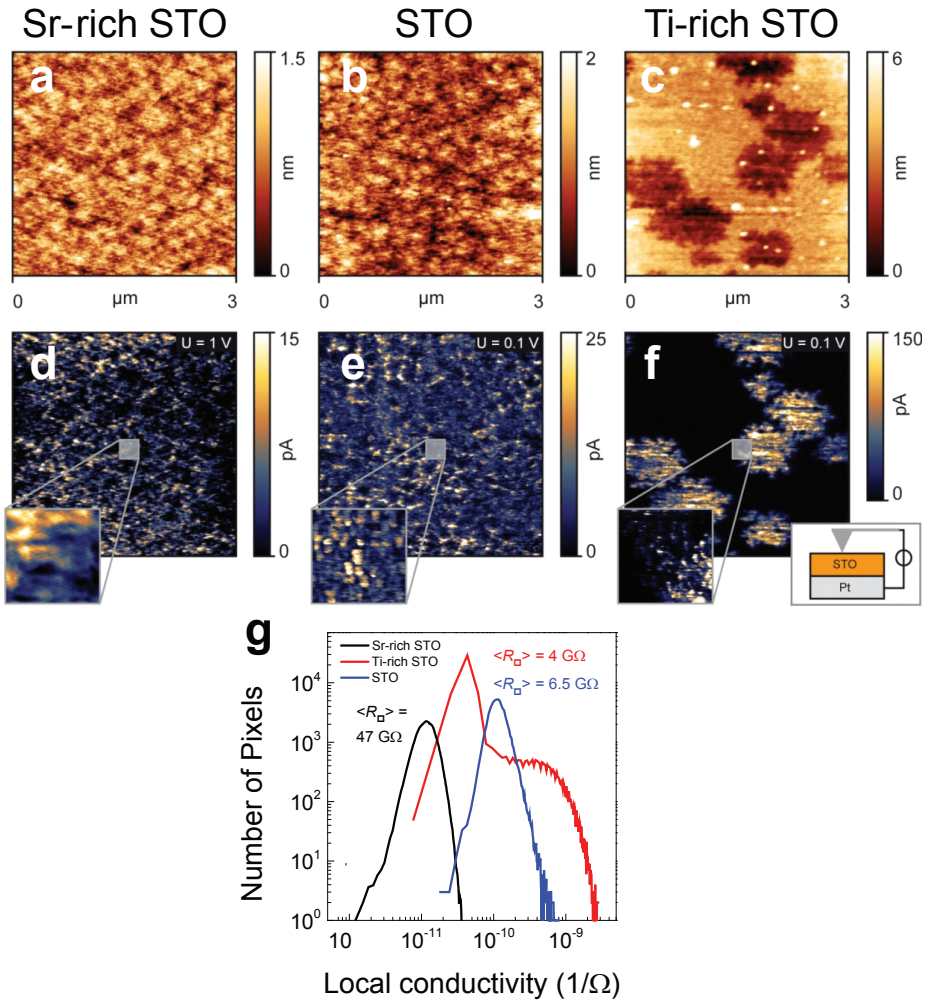 Sr-rich STO STO Ti-rich STO
a 1.5 b 2 c 6
nm nm nm
0 0 0
0 µm 3 0 µm 3 0 µm 3
d U = 1 V 15 e U = 0.1 V 25 f U = 0.1 V 150
pA pA pA
0 0 0
STO
Pt
g
Sr-rich STO
Ti-rich STO
STO
<R□> = 4 GΩ
<R□> = 6.5 GΩ
<R□> =
47 GΩ
Number of Pixels
10⁴
10³
10²
10¹
10⁰
10 10⁻¹¹ 10⁻¹⁰ 10⁻⁹
Local conductivity (1/Ω)